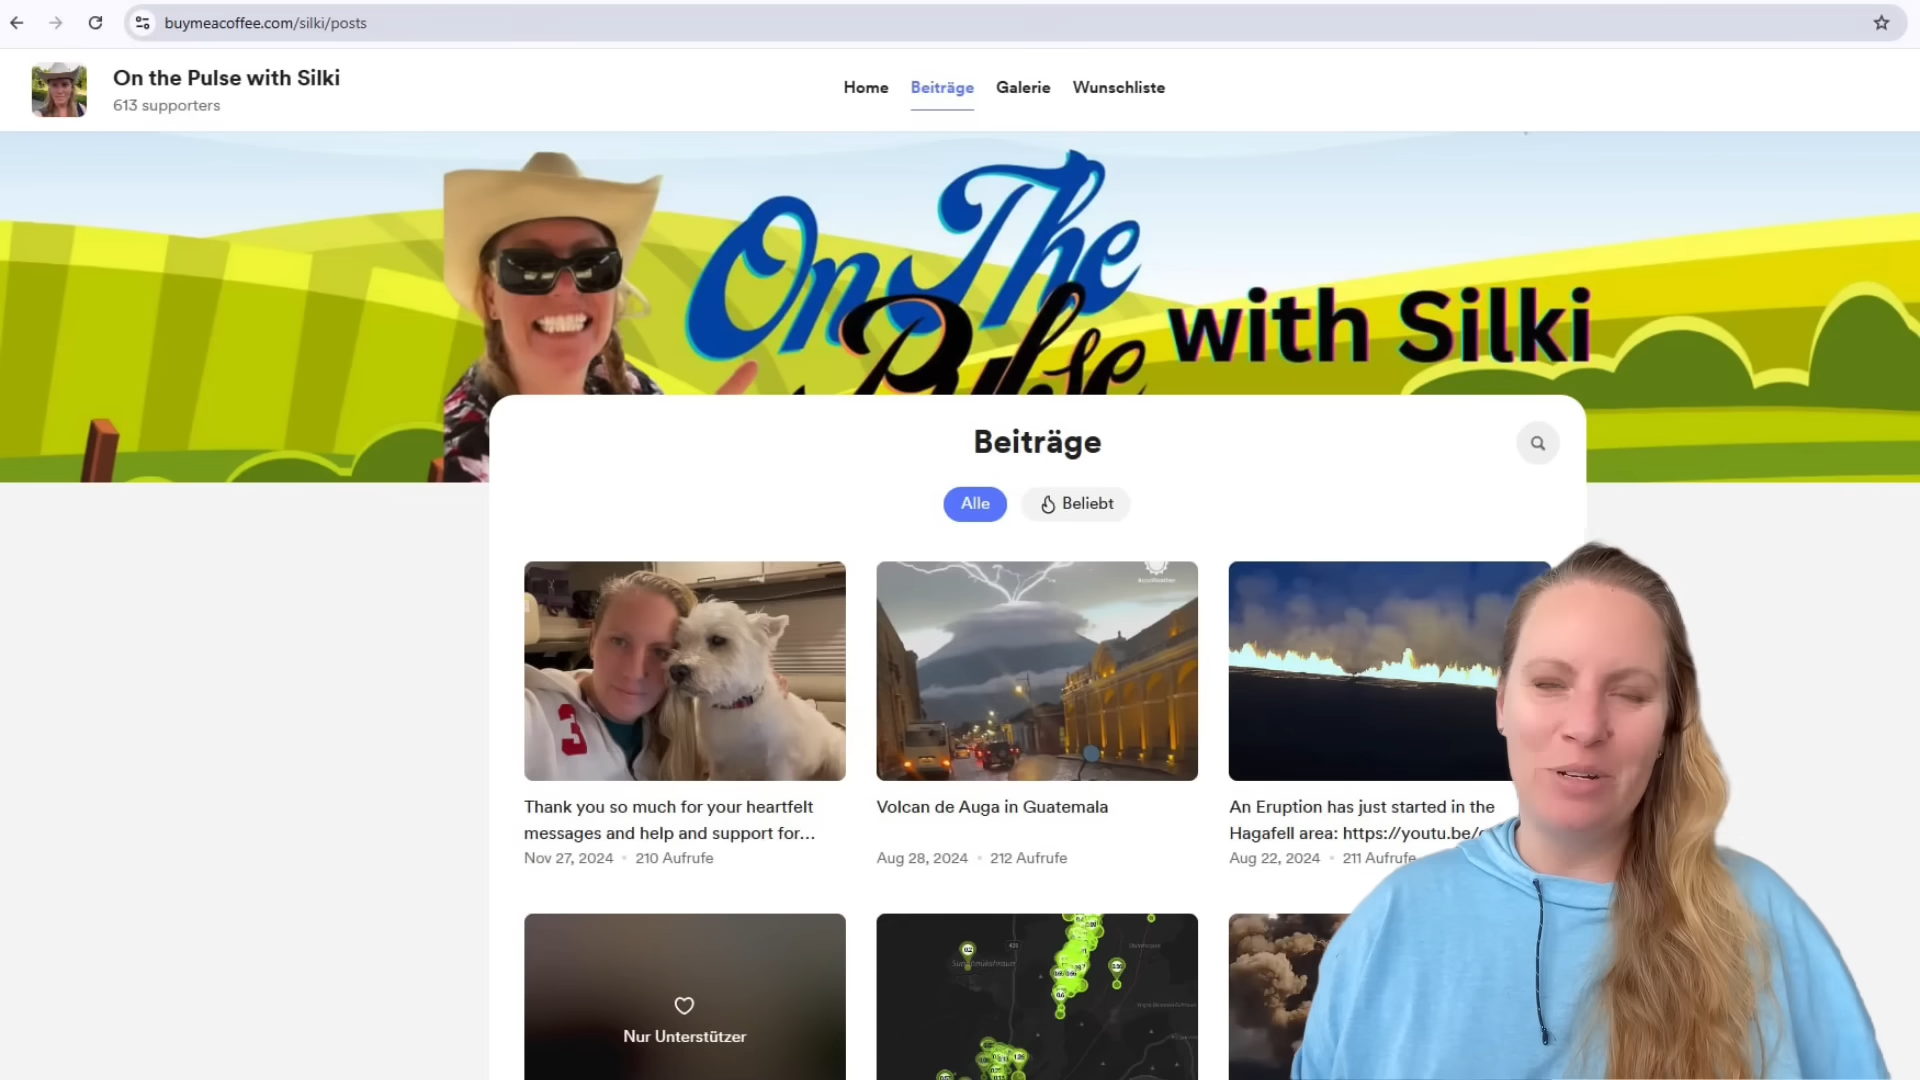 buymeacoffee.com/silki/posts
On the Pulse with Silki
613 supporters
Home Beiträge Galerie Wunschliste
On The
Pulse
with Silki
Beiträge
Alle Beliebt
Thank you so much for your heartfelt
messages and help and support for...
Nov 27, 2024 • 210 Aufrufe
Volcan de Auga in Guatemala
Aug 28, 2024 • 212 Aufrufe
An Eruption has just started in the
Hagafell area: https://youtu.be/
Aug 22, 2024 • 211 Aufrufe
3
Nur Unterstützer